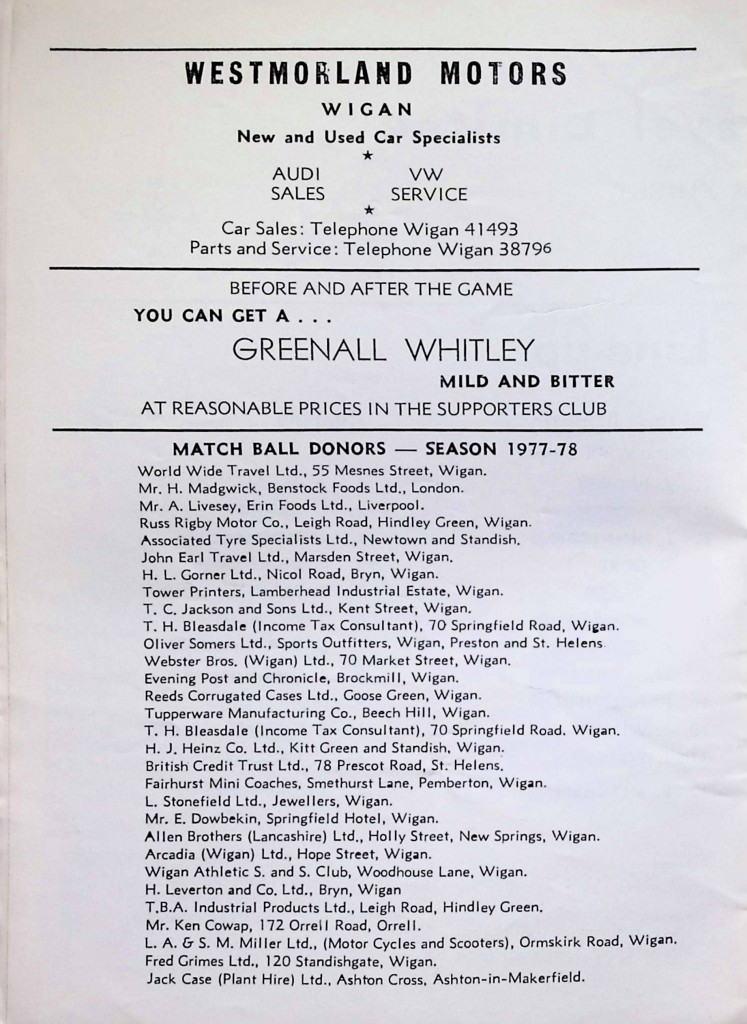 WESTMORLAND MOTORS
WIGAN
New and Used Car Specialists
★
AUDI VW
SALES SERVICE
★
Car Sales: Telephone Wigan 41493
Parts and Service: Telephone Wigan 38796
BEFORE AND AFTER THE GAME
YOU CAN GET A . . .
GREENALL WHITLEY
MILD AND BITTER
AT REASONABLE PRICES IN THE SUPPORTERS CLUB
MATCH BALL DONORS — SEASON 1977-78
World Wide Travel Ltd., 55 Mesnes Street, Wigan.
Mr. H. Madgwick, Benstock Foods Ltd., London.
Mr. A. Livesey, Erin Foods Ltd., Liverpool.
Russ Rigby Motor Co., Leigh Road, Hindley Green, Wigan.
Associated Tyre Specialists Ltd., Newtown and Standish.
John Earl Travel Ltd., Marsden Street, Wigan.
H. L. Gorner Ltd., Nicol Road, Bryn, Wigan.
Tower Printers, Lamberhead Industrial Estate, Wigan.
T. C. Jackson and Sons Ltd., Kent Street, Wigan.
T. H. Bleasdale (Income Tax Consultant), 70 Springfield Road, Wigan.
Oliver Somers Ltd., Sports Outfitters, Wigan, Preston and St. Helens
Webster Bros. (Wigan) Ltd., 70 Market Street, Wigan.
Evening Post and Chronicle, Brockmill, Wigan.
Reeds Corrugated Cases Ltd., Goose Green, Wigan.
Tupperware Manufacturing Co., Beech Hill, Wigan.
T. H. Bleasdale (Income Tax Consultant), 70 Springfield Road. Wigan.
H. J. Heinz Co. Ltd., Kitt Green and Standish, Wigan.
British Credit Trust Ltd., 78 Prescot Road, St. Helens.
Fairhurst Mini Coaches, Smethurst Lane, Pemberton, Wigan.
L. Stonefield Ltd., Jewellers, Wigan.
Mr. E. Dowbekin, Springfield Hotel, Wigan.
Allen Brothers (Lancashire) Ltd., Holly Street, New Springs, Wigan.
Arcadia (Wigan) Ltd., Hope Street, Wigan.
Wigan Athletic S. and S. Club, Woodhouse Lane, Wigan.
H. Leverton and Co. Ltd., Bryn, Wigan
T.B.A. Industrial Products Ltd., Leigh Road, Hindley Green.
Mr. Ken Cowap, 172 Orrell Road, Orrell.
L. A. & S. M. Miller Ltd., (Motor Cycles and Scooters), Ormskirk Road, Wigan.
Fred Grimes Ltd., 120 Standishgate, Wigan.
Jack Case (Plant Hire) Ltd., Ashton Cross, Ashton-in-Makerfield.